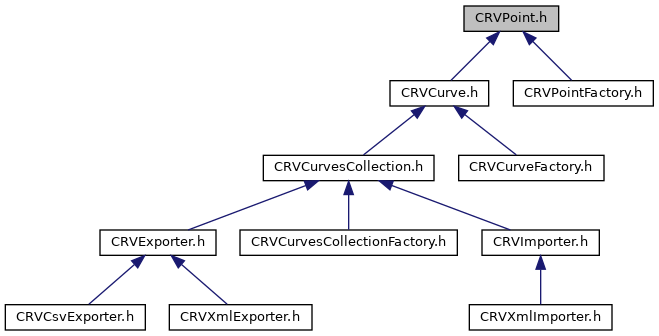 CRVPoint.h
CRVCurve.h
CRVPointFactory.h
CRVCurvesCollection.h
CRVCurveFactory.h
CRVExporter.h
CRVCurvesCollectionFactory.h
CRVImporter.h
CRVCsvExporter.h
CRVXmlExporter.h
CRVXmlImporter.h